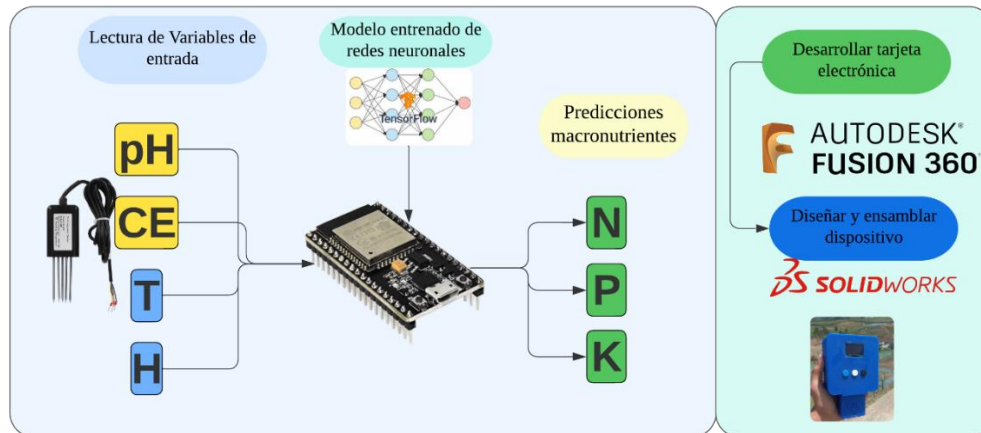 Lectura de Variables de
entrada
Modelo entrenado de
redes neuronales
TensorFlow
Predicciones
macronutrientes
pH
CE
T
H
N
P
K
Desarrollar tarjeta
electrónica
AUTODESK®
FUSION 360°
Diseñar y ensamblar
dispositivo
SOLIDWORKS